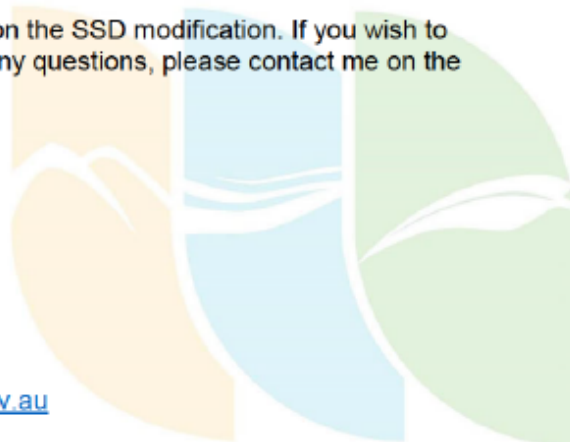 on the SSD modification. If you wish to
ny questions, please contact me on the
v.au